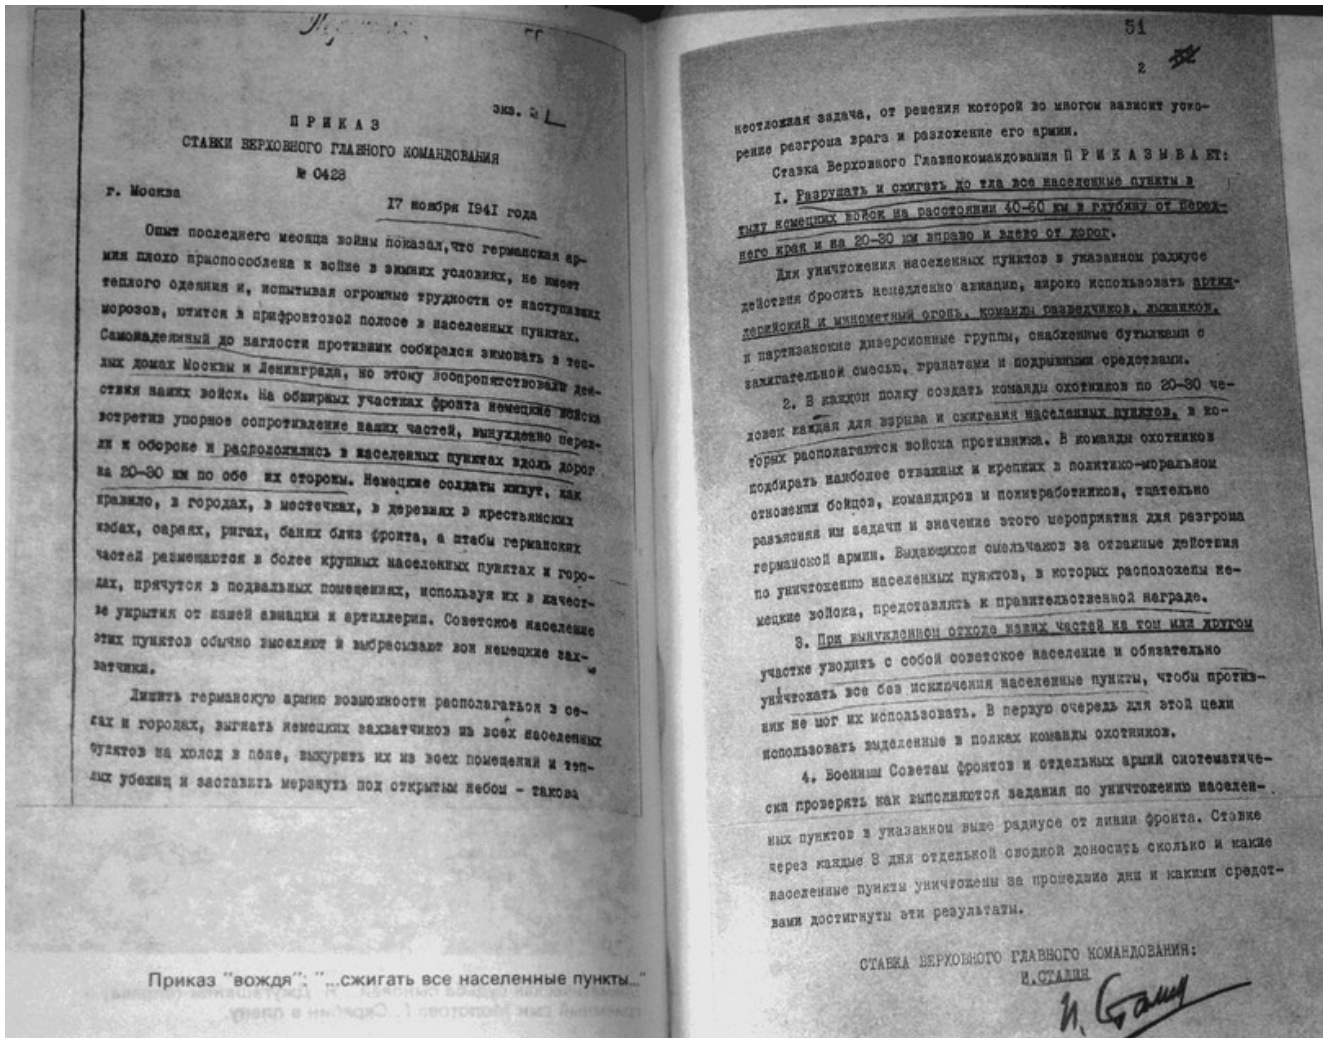 экз. № 1
ПРИКАЗ
СТАВКИ ВЕРХОВНОГО ГЛАВНОГО КОМАНДОВАНИЯ
№ 0428
г. Москва
17 ноября 1941 года
Опыт последнего месяца войны показал,что германская ар-
мия плохо приспособлена к войне в зимних условиях, не имеет
теплого одеяния и, испытывая огромные трудности от наступивших
морозов, ютится в прифронтовой полосе в населенных пунктах.
Самонадеянный до наглости противник собирался зимовать в теп-
лых домах Москвы и Ленинграда, но этому воспрепятствовали дей-
ствия наших войск. На обширных участках фронта немецкие войска
встретив упорное сопротивление наших частей, вынужденно переш-
ли к обороне и расположились в населенных пунктах вдоль дорог
на 20-30 км по обе их стороны. Немецкие солдаты живут, как
правило, в городах, в местечках, в деревнях в крестьянских
избах, сараях, ригах, банях близ фронта, а штабы германских
частей размещаются в более крупных населенных пунктах и горо-
дах, прячутся в подвальных помещениях, используя их в качест-
ве укрытия от нашей авиации и артиллерии. Советское население
этих пунктов обычно выселяют и выбрасывают вон немецкие зах-
ватчики.
Лишить германскую армию возможности располагаться в се-
лах и городах, выгнать немецких захватчиков из всех населенных
пунктов на холод в поле, выкурить их из всех помещений и теп-
лых убежищ и заставить мерзнуть под открытым небом - такова
Приказ "вождя": "...сжигать все населенные пункты..."
51
2
неотложная задача, от решения которой во многом зависит уско-
рение разгрома врага и разложение его армии.
Ставка Верховного Главнокомандования ПРИКАЗЫВАЕТ:
1. Разрушать и сжигать до тла все населенные пункты в
тылу немецких войск на расстоянии 40-60 км в глубину от перед-
него края и на 20-30 км вправо и влево от дорог.
Для уничтожения населенных пунктов в указанном радиусе
действия бросить немедленно авиацию, широко использовать артил-
лерийский и минометный огонь, команды разведчиков, лыжников,
и партизанские диверсионные группы, снабженные бутылками с
зажигательной смесью, гранатами и подрывными средствами.
2. В каждом полку создать команды охотников по 20-30 че-
ловек каждая для взрыва и сжигания населенных пунктов, в ко-
торых располагаются войска противника. В команды охотников
подбирать наиболее отважных и крепких в политико-моральном
отношении бойцов, командиров и политработников, тщательно
разъясняя им задачи и значение этого мероприятия для разгрома
германской армии. Выдающихся смельчаков за отважные действия
по уничтожению населенных пунктов, в которых расположены не-
мецкие войска, представлять к правительственной награде.
3. При вынужденном отходе наших частей на том или другом
участке уводить с собой советское население и обязательно
уничтожать все без исключения населенные пункты, чтобы против-
ник не мог их использовать. В первую очередь для этой цели
использовать выделенные в полках команды охотников.
4. Военным Советам фронтов и отдельных армий систематиче-
ски проверять как выполняются задания по уничтожению населен-
ных пунктов в указанном выше радиусе от линии фронта. Ставке
через каждые 3 дня отдельной сводкой доносить сколько и какие
населенные пункты уничтожены за прошедшие дни и какими средст-
вами достигнуты эти результаты.
СТАВКА ВЕРХОВНОГО ГЛАВНОГО КОМАНДОВАНИЯ:
И.СТАЛИН
И. Сталин